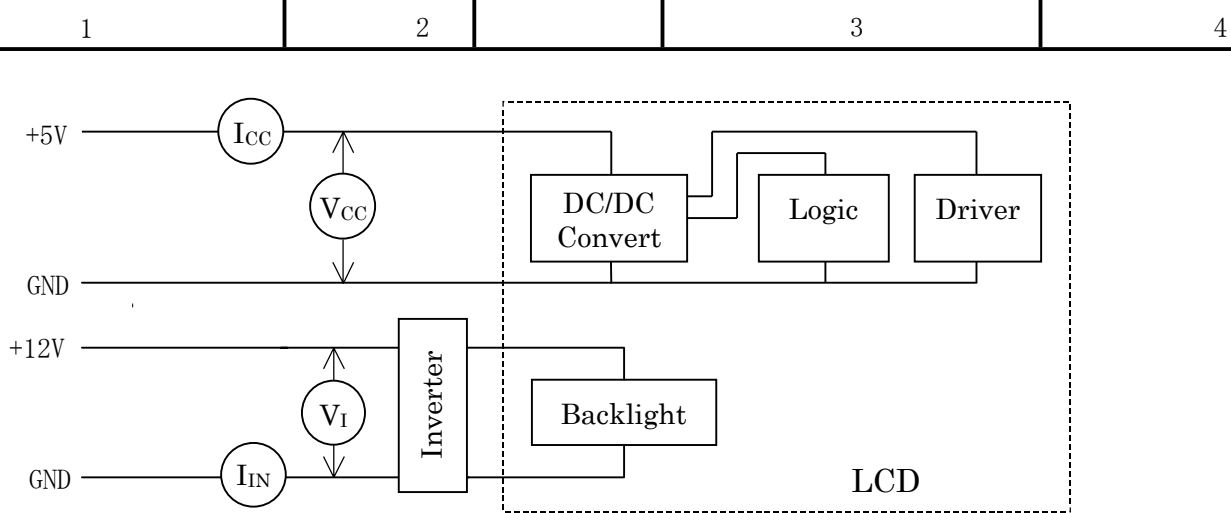 1 2 3 4
+5V
ICC
VCC
DC/DC
Convert
Logic
Driver
GND
+12V
VI
Inverter
Backlight
GND
IIN
LCD